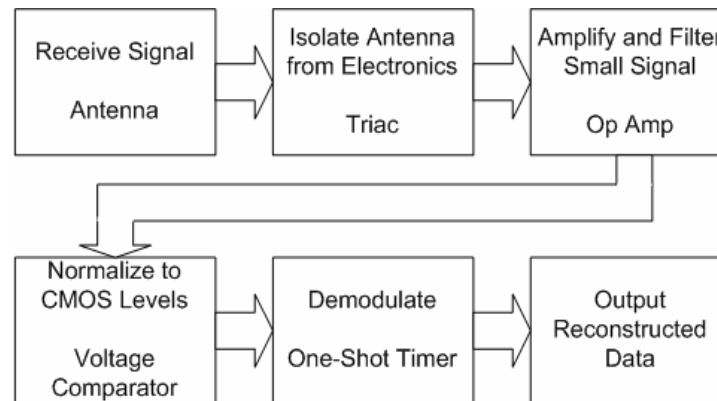 Receive Signal
Antenna
Isolate Antenna
from Electronics
Triac
Amplify and Filter
Small Signal
Op Amp
Normalize to
CMOS Levels
Voltage
Comparator
Demodulate
One-Shot Timer
Output
Reconstructed
Data